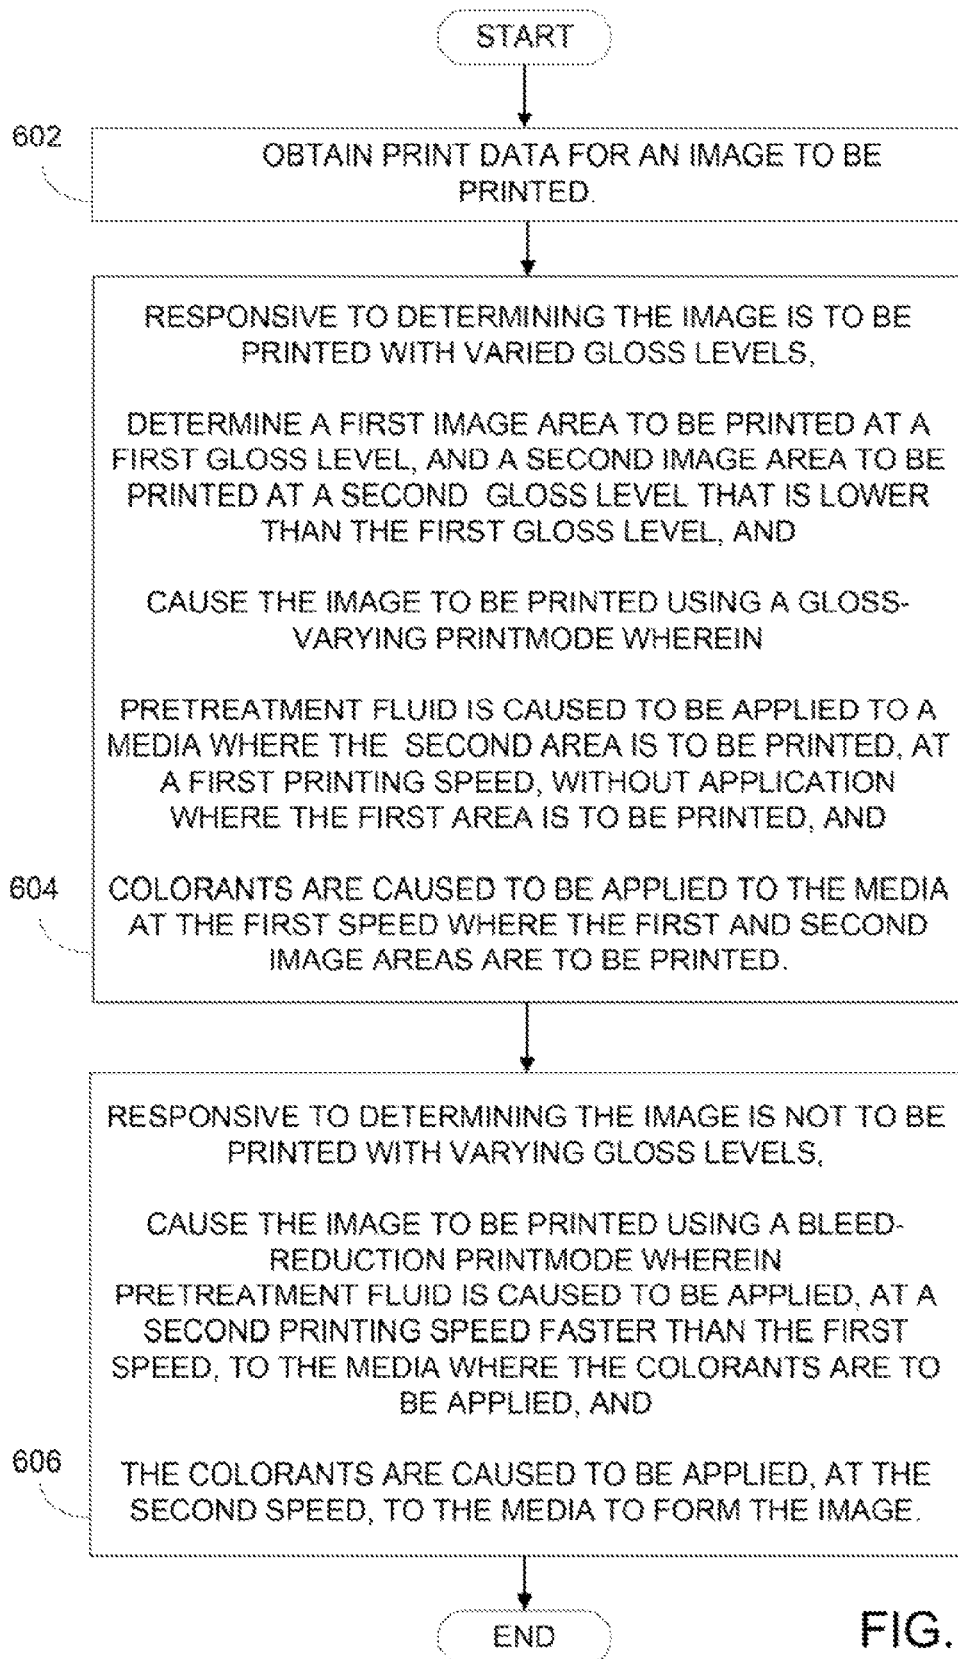 START
602
OBTAIN PRINT DATA FOR AN IMAGE TO BE
PRINTED.
RESPONSIVE TO DETERMINING THE IMAGE IS TO BE
PRINTED WITH VARIED GLOSS LEVELS,
DETERMINE A FIRST IMAGE AREA TO BE PRINTED AT A
FIRST GLOSS LEVEL, AND A SECOND IMAGE AREA TO BE
PRINTED AT A SECOND GLOSS LEVEL THAT IS LOWER
THAN THE FIRST GLOSS LEVEL, AND
CAUSE THE IMAGE TO BE PRINTED USING A GLOSS-
VARYING PRINTMODE WHEREIN
PRETREATMENT FLUID IS CAUSED TO BE APPLIED TO A
MEDIA WHERE THE SECOND AREA IS TO BE PRINTED, AT
A FIRST PRINTING SPEED, WITHOUT APPLICATION
WHERE THE FIRST AREA IS TO BE PRINTED, AND
604
COLORANTS ARE CAUSED TO BE APPLIED TO THE MEDIA
AT THE FIRST SPEED WHERE THE FIRST AND SECOND
IMAGE AREAS ARE TO BE PRINTED.
RESPONSIVE TO DETERMINING THE IMAGE IS NOT TO BE
PRINTED WITH VARYING GLOSS LEVELS,
CAUSE THE IMAGE TO BE PRINTED USING A BLEED-
REDUCTION PRINTMODE WHEREIN
PRETREATMENT FLUID IS CAUSED TO BE APPLIED, AT A
SECOND PRINTING SPEED FASTER THAN THE FIRST
SPEED, TO THE MEDIA WHERE THE COLORANTS ARE TO
BE APPLIED, AND
606
THE COLORANTS ARE CAUSED TO BE APPLIED, AT THE
SECOND SPEED, TO THE MEDIA TO FORM THE IMAGE.
END
FIG.